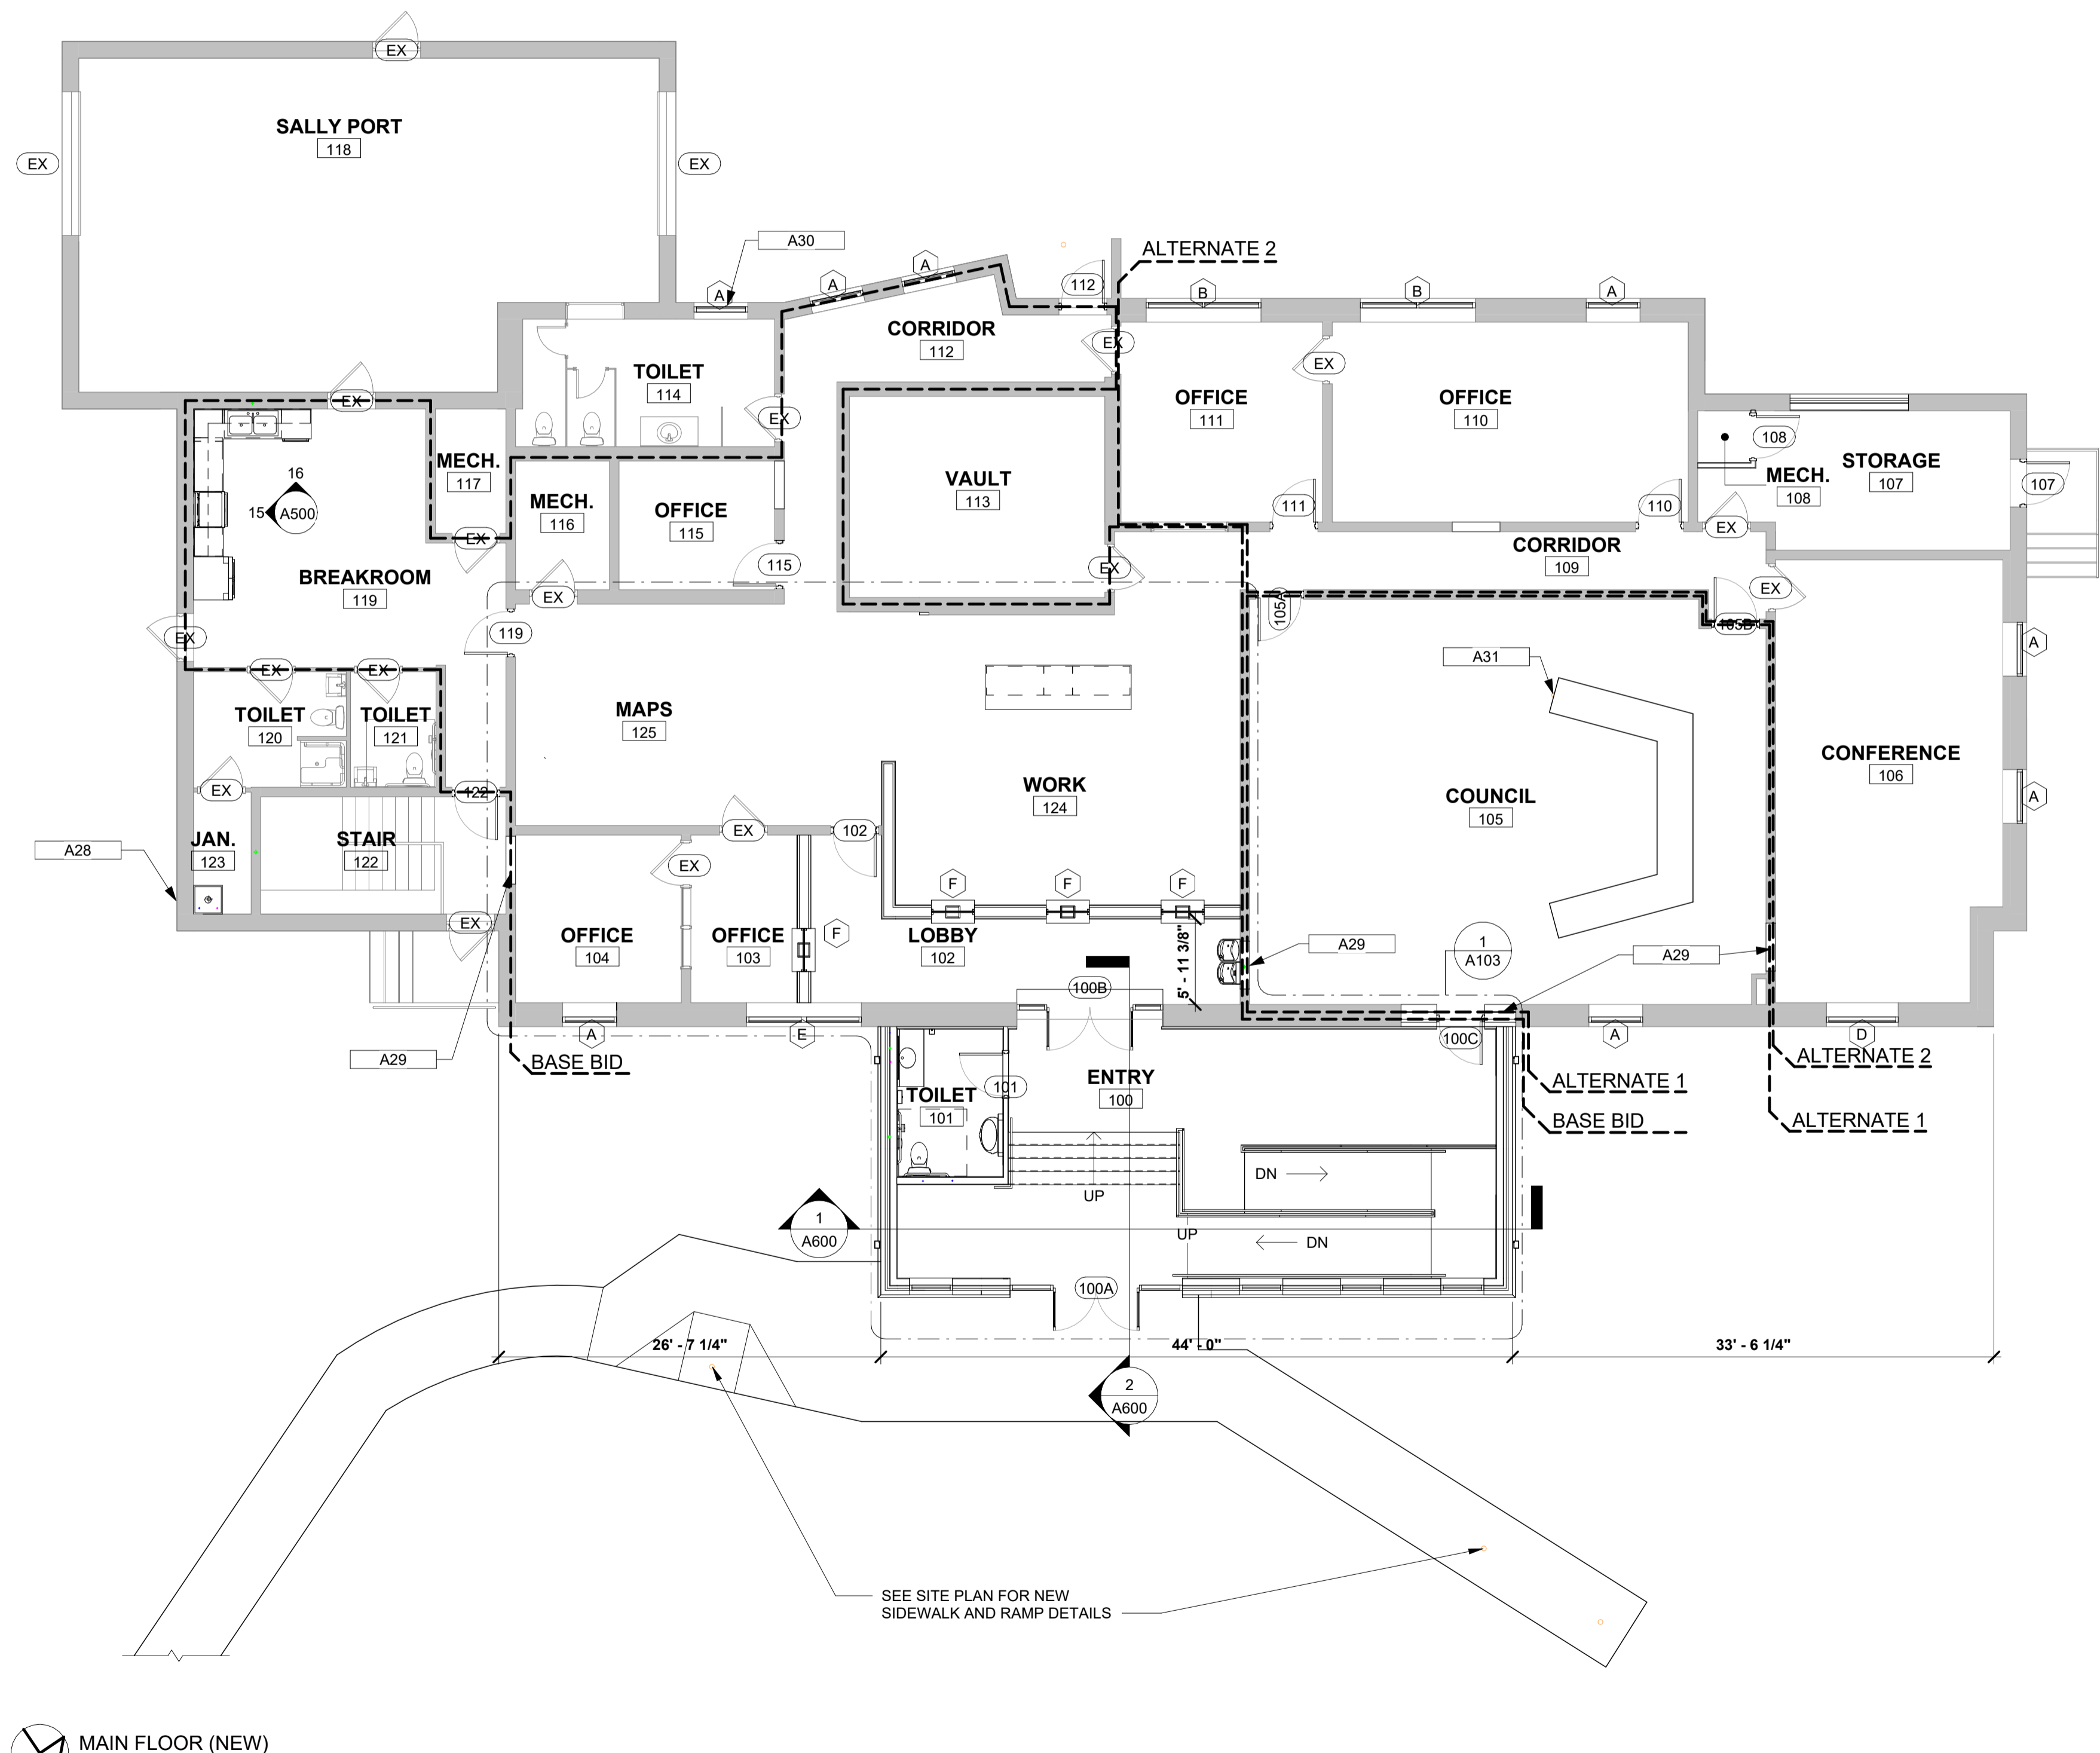 EX
SALLY PORT
118
EX
EX
A30
ALTERNATE 2
A
A
A
112
B
B
A
CORRIDOR
112
EX
EX
TOILET
114
EX
EX
OFFICE
111
OFFICE
110
108
STORAGE
107
MECH.
108
107
MECH.
117
16
15
A500
MECH.
116
OFFICE
115
VAULT
113
111
110
EX
EX
CORRIDOR
109
115
EX
EX
EX
BREAKROOM
119
105A
105B
119
EX
EX
EX
A
A31
TOILET
120
TOILET
121
MAPS
125
CONFERENCE
106
WORK
124
COUNCIL
105
A
EX
122
JAN.
123
STAIR
122
A28
EX
102
EX
F
F
F
EX
OFFICE
104
OFFICE
103
F
LOBBY
102
5' - 11 3/8"
A29
1
A103
A29
100B
A
E
100C
A
D
A29
BASE BID
ALTERNATE 2
ENTRY
100
101
TOILET
101
ALTERNATE 1
BASE BID
ALTERNATE 1
DN
UP
1
A600
UP
DN
100A
26' - 7 1/4"
44' - 0"
33' - 6 1/4"
2
A600
SEE SITE PLAN FOR NEW
SIDEWALK AND RAMP DETAILS
MAIN FLOOR (NEW)